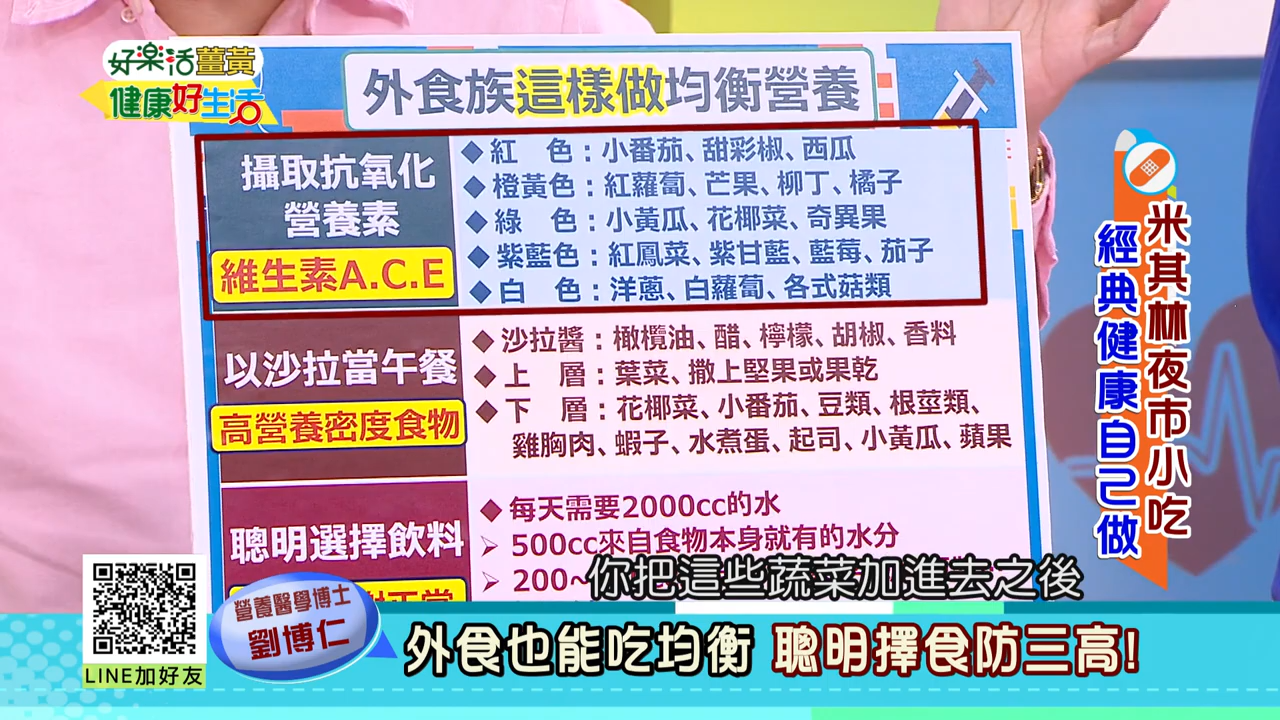 好樂活薑黃
健康好生活
外食族這樣做均衡營養
攝取抗氧化
營養素
維生素A.C.E
◆紅　色：小番茄、甜彩椒、西瓜
◆橙黃色：紅蘿蔔、芒果、柳丁、橘子
◆綠　色：小黃瓜、花椰菜、奇異果
◆紫藍色：紅鳳菜、紫甘藍、藍莓、茄子
◆白　色：洋蔥、白蘿蔔、各式菇類
以沙拉當午餐
高營養密度食物
◆沙拉醬：橄欖油、醋、檸檬、胡椒、香料
◆上　層：葉菜、撒上堅果或果乾
◆下　層：花椰菜、小番茄、豆類、根莖類、
雞胸肉、蝦子、水煮蛋、起司、小黃瓜、蘋果
聰明選擇飲料
◆每天需要2000cc的水
➢ 500cc來自食物本身就有的水分
➢ 200~
米其林夜市小吃
經典健康自己做
你把這些蔬菜加進去之後
營養醫學博士
劉博仁
外食也能吃均衡 聰明擇食防三高!
LINE加好友